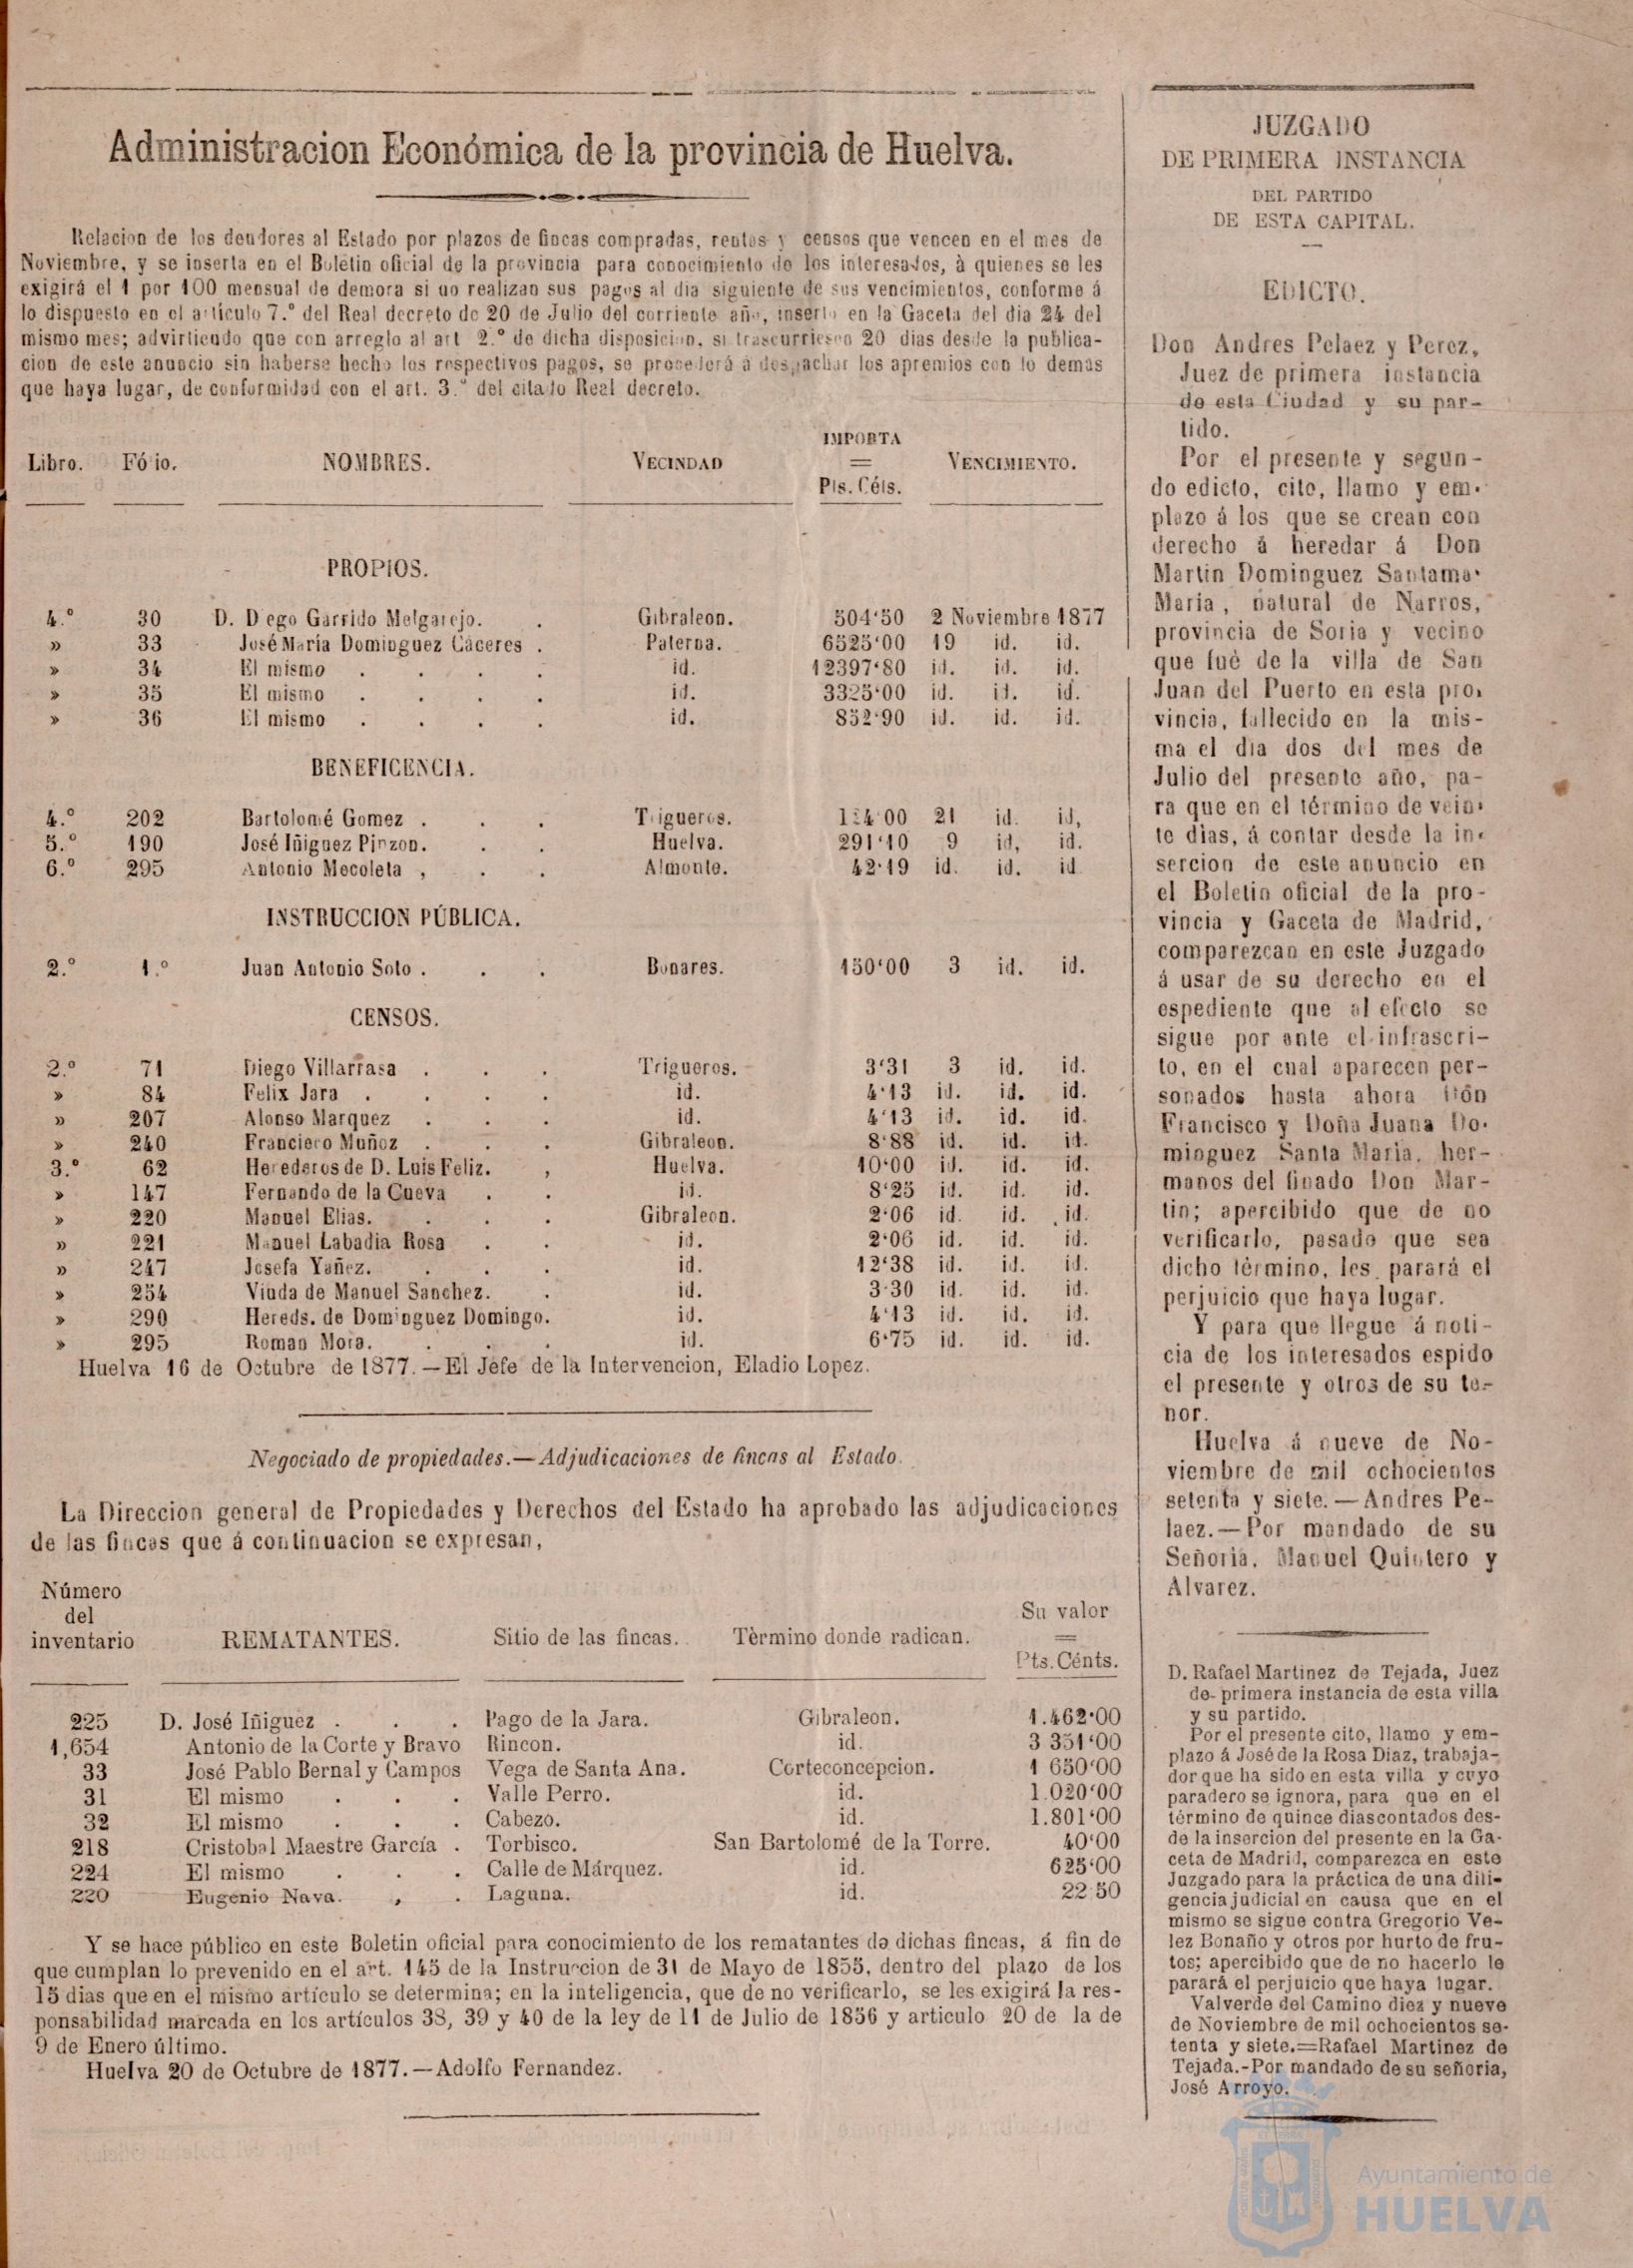 Administracion Económica de la provincia de Huelva.
Relacion de los deudores al Estado por plazos de fincas compradas, rentas y censos que vencen en el mes de
Noviembre, y se inserta en el Boletin oficial de la provincia para conocimiento de los interesados, à quienes se les
exigirá el 1 por 100 mensual de demora si no realizan sus pagos al dia siguiente de sus vencimientos, conforme á
lo dispuesto en el artículo 7.º del Real decreto de 20 de Julio del corriente año, inserto en la Gaceta del dia 24 del
mismo mes; advirtiendo que con arreglo al art 2.º de dicha disposicion, si trascurriesen 20 dias desde la publica-
cion de este anuncio sin haberse hecho los respectivos pagos, se procederá á despachar los apremios con lo demas
que haya lugar, de conformidad con el art. 3.º del citado Real decreto.
Libro. Fólio. NOMBRES. VECINDAD IMPORTA = Pts. Céts. VENCIMIENTO.
PROPIOS.
4.º 30 D. Diego Garrido Melgarejo. . Gibraleon. 504‘50 2 Noviembre 1877
» 33 José María Dominguez Cáceres . Paterna. 6525‘00 19 id. id.
» 34 El mismo . . . . id. 12397‘80 id. id. id.
» 35 El mismo . . . . id. 3325‘00 id. id. id.
» 36 El mismo . . . . id. 852‘90 id. id. id.
BENEFICENCIA.
4.º 202 Bartolomé Gomez . . . Trigueros. 124‘00 21 id. id,
5.º 190 José Iñiguez Pinzon. . . Huelva. 291‘10 9 id, id.
6.º 295 Antonio Mecoleta , . . Almonte. 42‘19 id. id. id
INSTRUCCION PÚBLICA.
2.º 1.º Juan Antonio Soto . . . Bonares. 150‘00 3 id. id.
CENSOS.
2.º 71 Diego Villarrasa . . . Trigueros. 3‘31 3 id. id.
» 84 Felix Jara . . . . id. 4‘13 id. id. id.
» 207 Alonso Marquez . . . id. 4‘13 id. id. id.
» 240 Francisco Muñoz . . . Gibraleon. 8‘88 id. id. id.
3.º 62 Herederos de D. Luis Feliz. , Huelva. 10‘00 id. id. id.
» 147 Fernando de la Cueva . . id. 8‘25 id. id. id.
» 220 Manuel Elias. . . . Gibraleon. 2‘06 id. id. id.
» 221 Manuel Labadia Rosa . . id. 2‘06 id. id. id.
» 247 Josefa Yañez. . . . id. 12‘38 id. id. id.
» 254 Viuda de Manuel Sanchez. . id. 3‘30 id. id. id.
» 290 Hereds. de Dominguez Domingo. id. 4‘13 id. id. id.
» 295 Roman Mora. . . . id. 6‘75 id. id. id.
Huelva 16 de Octubre de 1877.—El Jefe de la Intervencion, Eladio Lopez.
Negociado de propiedades.—Adjudicaciones de fincas al Estado.
La Direccion general de Propiedades y Derechos del Estado ha aprobado las adjudicaciones
de las fincas que á continuacion se expresan,
Número
del
inventario REMATANTES. Sitio de las fincas. Tèrmino donde radican. Su valor = Pts. Cénts.
225 D. José Iñiguez . . . Pago de la Jara. Gibraleon. 1.462‘00
1,654 Antonio de la Corte y Bravo Rincon. id. 3 351‘00
33 José Pablo Bernal y Campos Vega de Santa Ana. Corteconcepcion. 1 650‘00
31 El mismo . . . Valle Perro. id. 1.020‘00
32 El mismo . . . Cabezo. id. 1.801‘00
218 Cristobal Maestre García . Torbisco. San Bartolomé de la Torre. 40‘00
224 El mismo . . . Calle de Márquez. id. 625‘00
220 Eugenio Nava. , . Laguna. id. 22 50
Y se hace público en este Boletin oficial para conocimiento de los rematantes de dichas fincas, á fin de
que cumplan lo prevenido en el art. 145 de la Instruccion de 31 de Mayo de 1855, dentro del plazo de los
15 dias que en el mismo artículo se determina; en la inteligencia, que de no verificarlo, se les exigirá la res-
ponsabilidad marcada en los artículos 38, 39 y 40 de la ley de 11 de Julio de 1856 y articulo 20 de la de
9 de Enero último.
Huelva 20 de Octubre de 1877.—Adolfo Fernandez.
JUZGADO
DE PRIMERA INSTANCIA
DEL PARTIDO
DE ESTA CAPITAL.
EDICTO.
Don Andres Pelaez y Perez,
Juez de primera instancia
de esta Ciudad y su par-
tido.
Por el presente y segun-
do edicto, cito, llamo y em-
plazo á los que se crean con
derecho á heredar á Don
Martin Dominguez Santama-
Maria, natural de Narros,
provincia de Soria y vecino
que fué de la villa de San
Juan del Puerto en esta pro-
vincia, fallecido en la mis-
ma el dia dos del mes de
Julio del presente año, pa-
ra que en el término de vein-
te dias, á contar desde la in-
sercion de este anuncio en
el Boletin oficial de la pro-
vincia y Gaceta de Madrid,
comparezcan en este Juzgado
á usar de su derecho en el
espediente que al efecto se
sigue por ante el infrascri-
to, en el cual aparecen per-
sonados hasta ahora Don
Francisco y Doña Juana Do-
minguez Santa Maria, her-
manos del finado Don Mar-
tin; apercibido que de no
verificarlo, pasado que sea
dicho término, les parará el
perjuicio que haya lugar.
Y para que llegue á noti-
cia de los interesados espido
el presente y otros de su te-
nor.
Huelva á nueve de No-
viembre de mil ochocientos
setenta y siete.—Andres Pe-
laez.—Por mandado de su
Señoria, Manuel Quintero y
Alvarez.
D. Rafael Martinez de Tejada, Juez
de primera instancia de esta villa
y su partido.
Por el presente cito, llamo y em-
plazo á José de la Rosa Diaz, trabaja-
dor que ha sido en esta villa y cuyo
paradero se ignora, para que en el
término de quince dias contados des-
de la insercion del presente en la Ga-
ceta de Madrid, comparezca en este
Juzgado para la práctica de una dili-
gencia judicial en causa que en el
mismo se sigue contra Gregorio Ve-
lez Bonaño y otros por hurto de fru-
tos; apercibido que de no hacerlo le
parará el perjuicio que haya lugar.
Valverde del Camino diez y nueve
de Noviembre de mil ochocientos se-
tenta y siete.=Rafael Martinez de
Tejada.-Por mandado de su señoria,
José Arroyo.
Ayuntamiento de
HUELVA